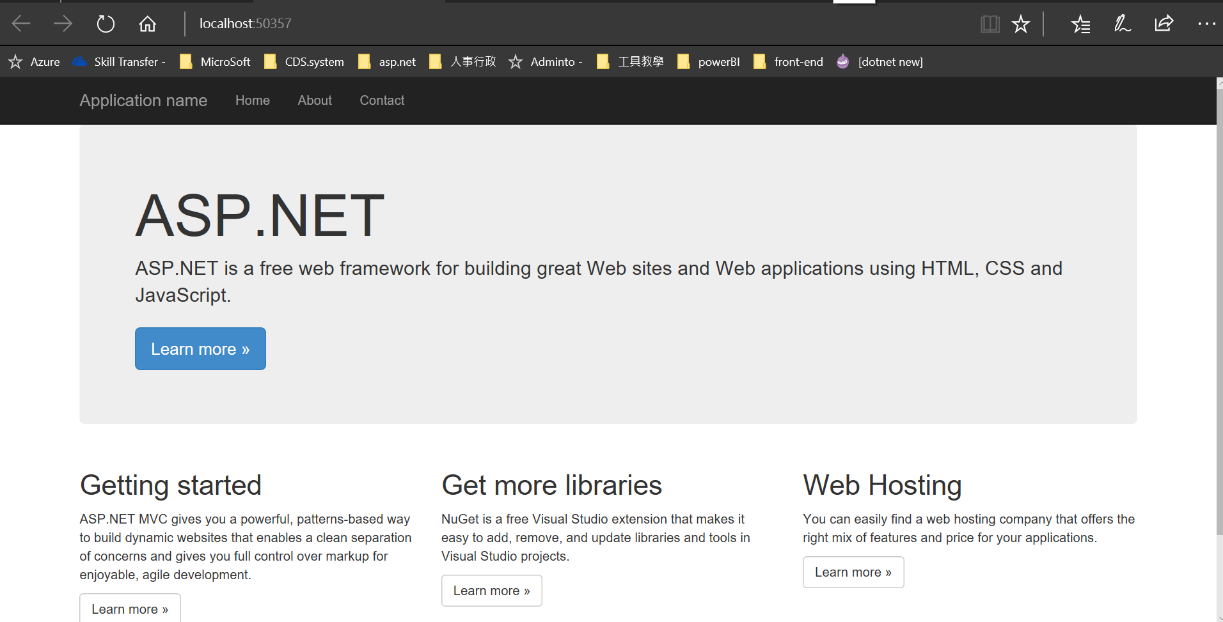 localhost:50357
Azure Skill Transfer - MicroSoft CDS.system asp.net 人事行政 Adminto - 工具教學 powerBI front-end [dotnet new]
Application name Home About Contact
ASP.NET
ASP.NET is a free web framework for building great Web sites and Web applications using HTML, CSS and
JavaScript.
Learn more »
Getting started
ASP.NET MVC gives you a powerful, patterns-based way
to build dynamic websites that enables a clean separation
of concerns and gives you full control over markup for
enjoyable, agile development.
Learn more »
Get more libraries
NuGet is a free Visual Studio extension that makes it
easy to add, remove, and update libraries and tools in
Visual Studio projects.
Learn more »
Web Hosting
You can easily find a web hosting company that offers the
right mix of features and price for your applications.
Learn more »